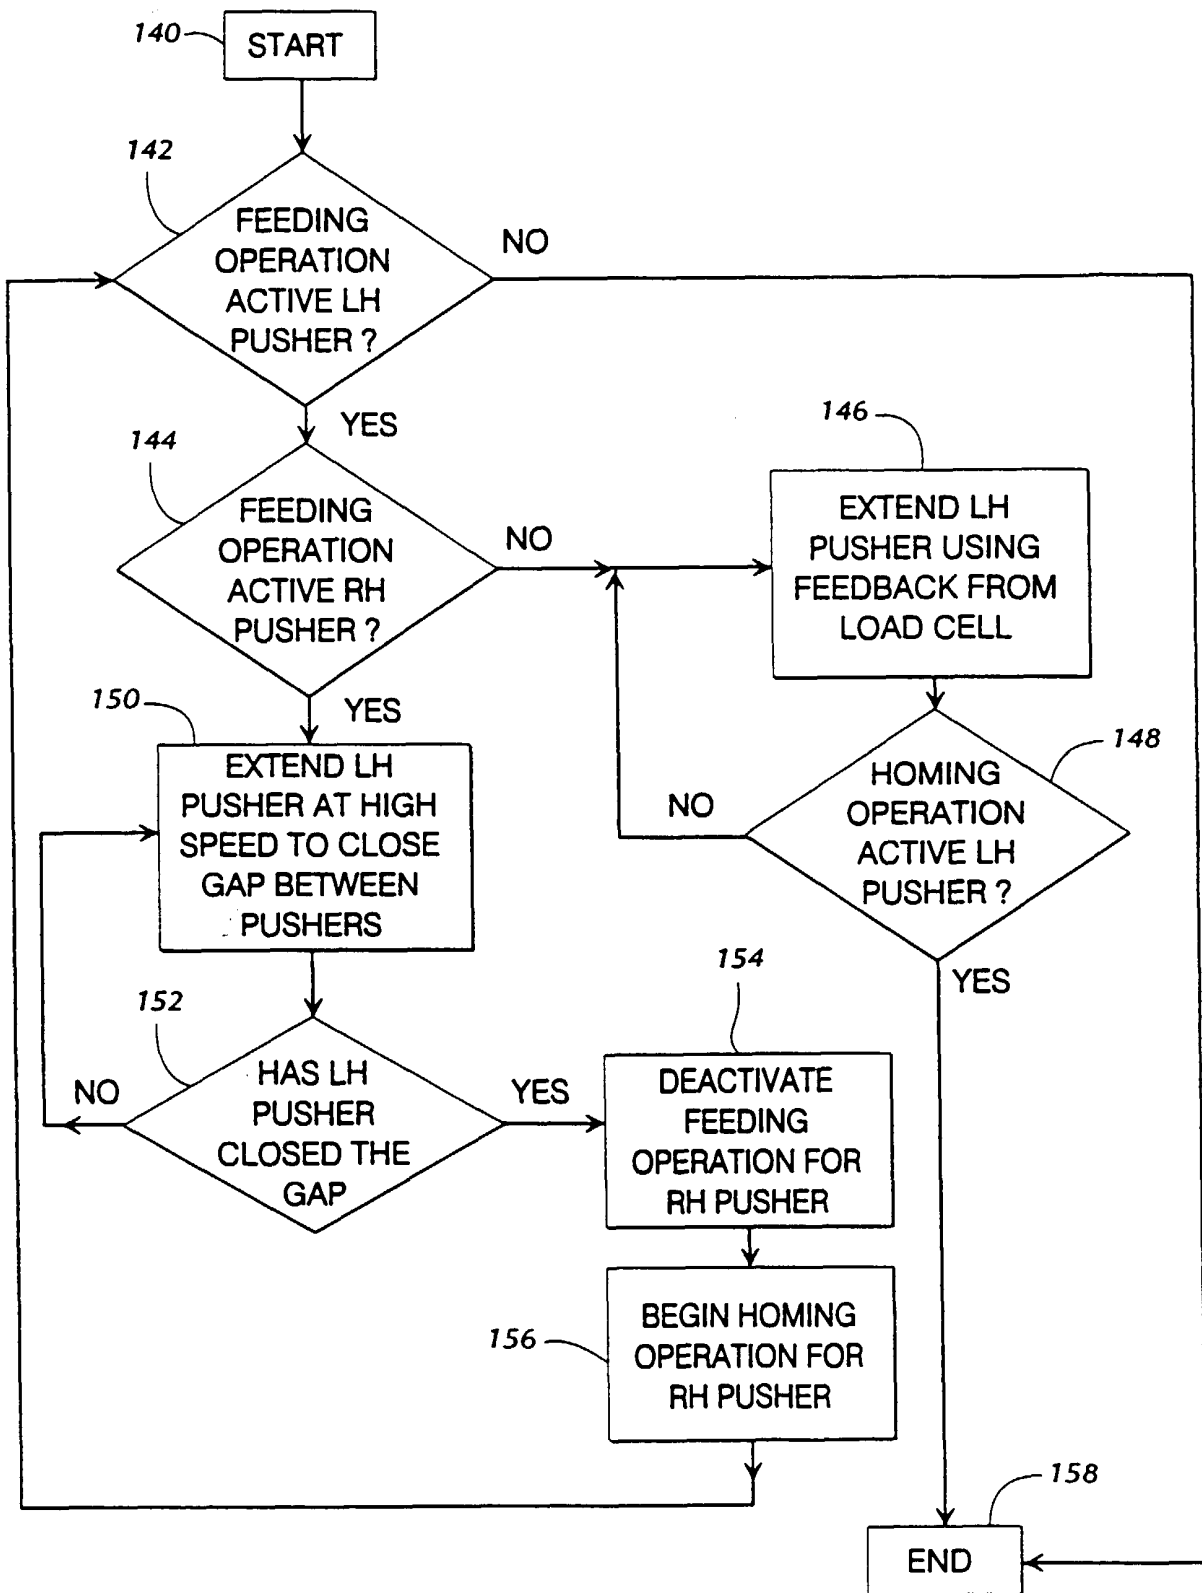 140
START
142
FEEDING
OPERATION
ACTIVE LH
PUSHER ?
NO
YES
144
FEEDING
OPERATION
ACTIVE RH
PUSHER ?
NO
146
EXTEND LH
PUSHER USING
FEEDBACK FROM
LOAD CELL
YES
148
HOMING
OPERATION
ACTIVE LH
PUSHER ?
NO
YES
150
EXTEND LH
PUSHER AT HIGH
SPEED TO CLOSE
GAP BETWEEN
PUSHERS
152
HAS LH
PUSHER
CLOSED THE
GAP
NO
YES
154
DEACTIVATE
FEEDING
OPERATION FOR
RH PUSHER
156
BEGIN HOMING
OPERATION FOR
RH PUSHER
158
END